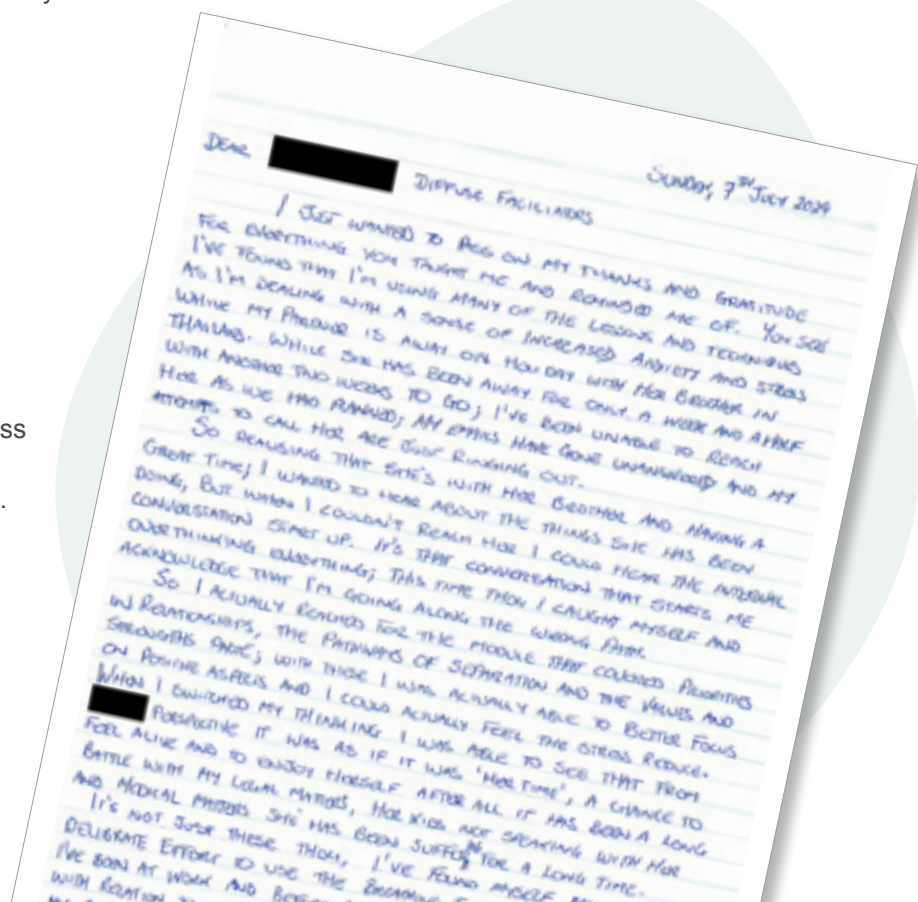 ss
.
DEAR DIFFUSE FACILITATORS
SUNDAY, 7TH JULY 2024
I JUST WANTED TO PASS ON MY THANKS AND GRATITUDE
FOR EVERYTHING YOU TAUGHT ME AND REMINDED ME OF. YOU SEE
I'VE FOUND THAT I'M USING MANY OF THE LESSONS AND TECHNIQUES
AS I'M DEALING WITH A SENSE OF INCREASED ANXIETY AND STRESS
WHILE MY PARTNER IS AWAY ON HOLIDAY WITH HER BROTHER IN
THAILAND. WHILE SHE HAS BEEN AWAY FOR ONLY A WEEK AND A HALF
WITH ANOTHER TWO WEEKS TO GO; I'VE BEEN UNABLE TO REACH
HER AS WE HAD PLANNED; MY EMAILS HAVE GONE UNANSWERED AND MY
ATTEMPTS TO CALL HER ARE JUST RINGING OUT.
SO REALISING THAT SHE'S WITH HER BROTHER AND HAVING A
GREAT TIME; I WANTED TO HEAR ABOUT THE THINGS SHE HAS BEEN
DOING, BUT WHEN I COULDN'T REACH HER I COULD HEAR THE INTERNAL
CONVERSATION START UP. IT'S THAT CONVERSATION THAT STARTS ME
OVERTHINKING EVERYTHING; THIS TIME THOU I CAUGHT MYSELF AND
ACKNOWLEDGE THAT I'M GOING ALONG THE WRONG PATH.
SO I ACTUALLY REACHED FOR THE MODULE THAT COVERED PRIORITIES
IN RELATIONSHIPS, THE PATHWAYS OF SEPARATION AND THE VALUES AND
STRENGTHS PAGE; WITH THESE I WAS ACTUALLY ABLE TO BETTER FOCUS
ON POSITIVE ASPECTS AND I COULD ACTUALLY FEEL THE STRESS REDUCE.
WHEN I SWITCHED MY THINKING I WAS ABLE TO SEE THAT FROM
PERSPECTIVE IT WAS AS IF IT WAS 'HER TIME', A CHANCE TO
FEEL ALIVE AND TO ENJOY HERSELF AFTER ALL IT HAS BEEN A LONG
BATTLE WITH MY LEGAL MATTERS, HER KIDS NOT SPEAKING WITH HER
AND MEDICAL MATTERS SHE HAS BEEN SUFFERING FOR A LONG TIME.
IT'S NOT JUST THESE THOU, I'VE FOUND MYSELF
DELIBRATE EFFORT TO USE THE BREATHING
I'VE BEEN AT WORK AND
WITH RELATION